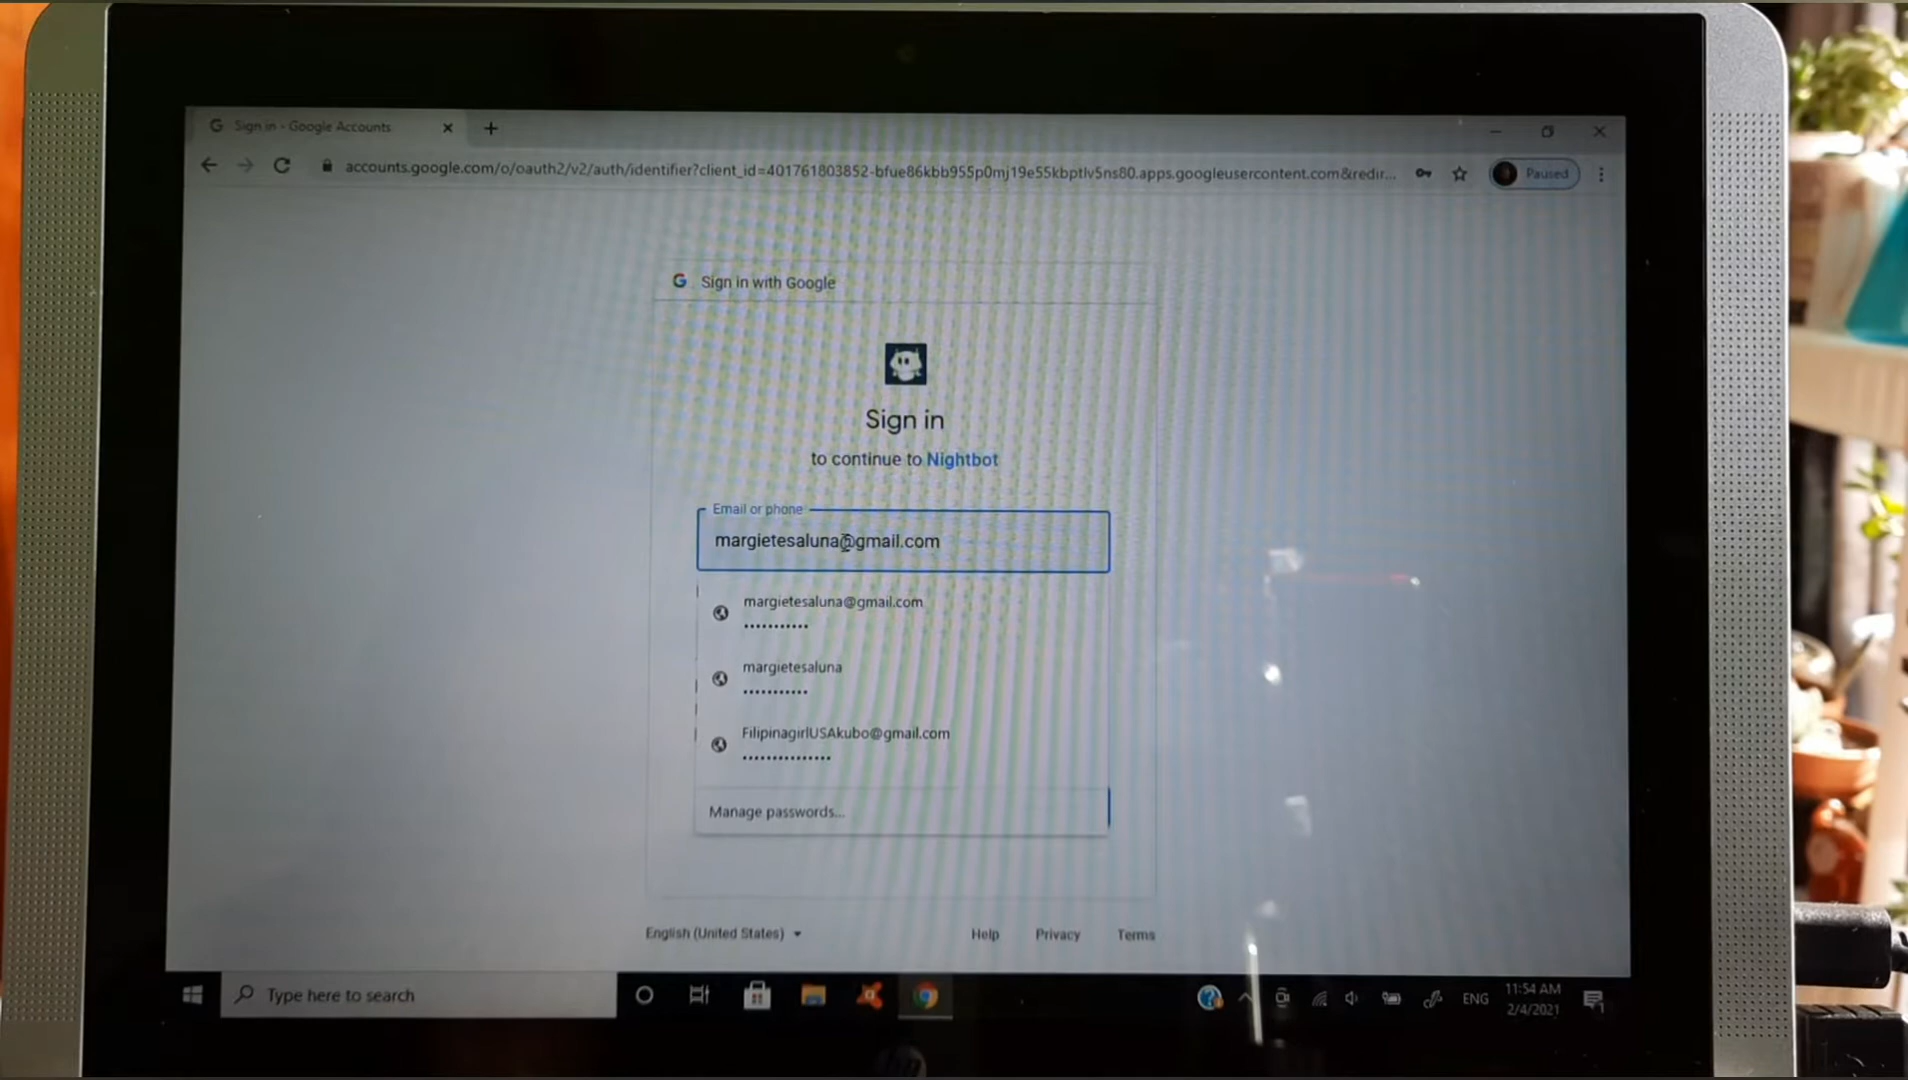 Sign in - Google Accounts
accounts.google.com/o/oauth2/v2/auth/identifier?client_id=401761803852-bfue86kbb955p0mj19e55kbptlv5ns80.apps.googleusercontent.com&redir...
Paused
G Sign in with Google
Sign in
to continue to Nightbot
Email or phone
margietesaluna@gmail.com
margietesaluna@gmail.com
•••••••••••
margietesaluna
•••••••••••
FilipinagirlUSAkubo@gmail.com
•••••••••••••••
Manage passwords...
English (United States)
Help Privacy Terms
Type here to search
ENG
11:54 AM
2/4/2021
hp